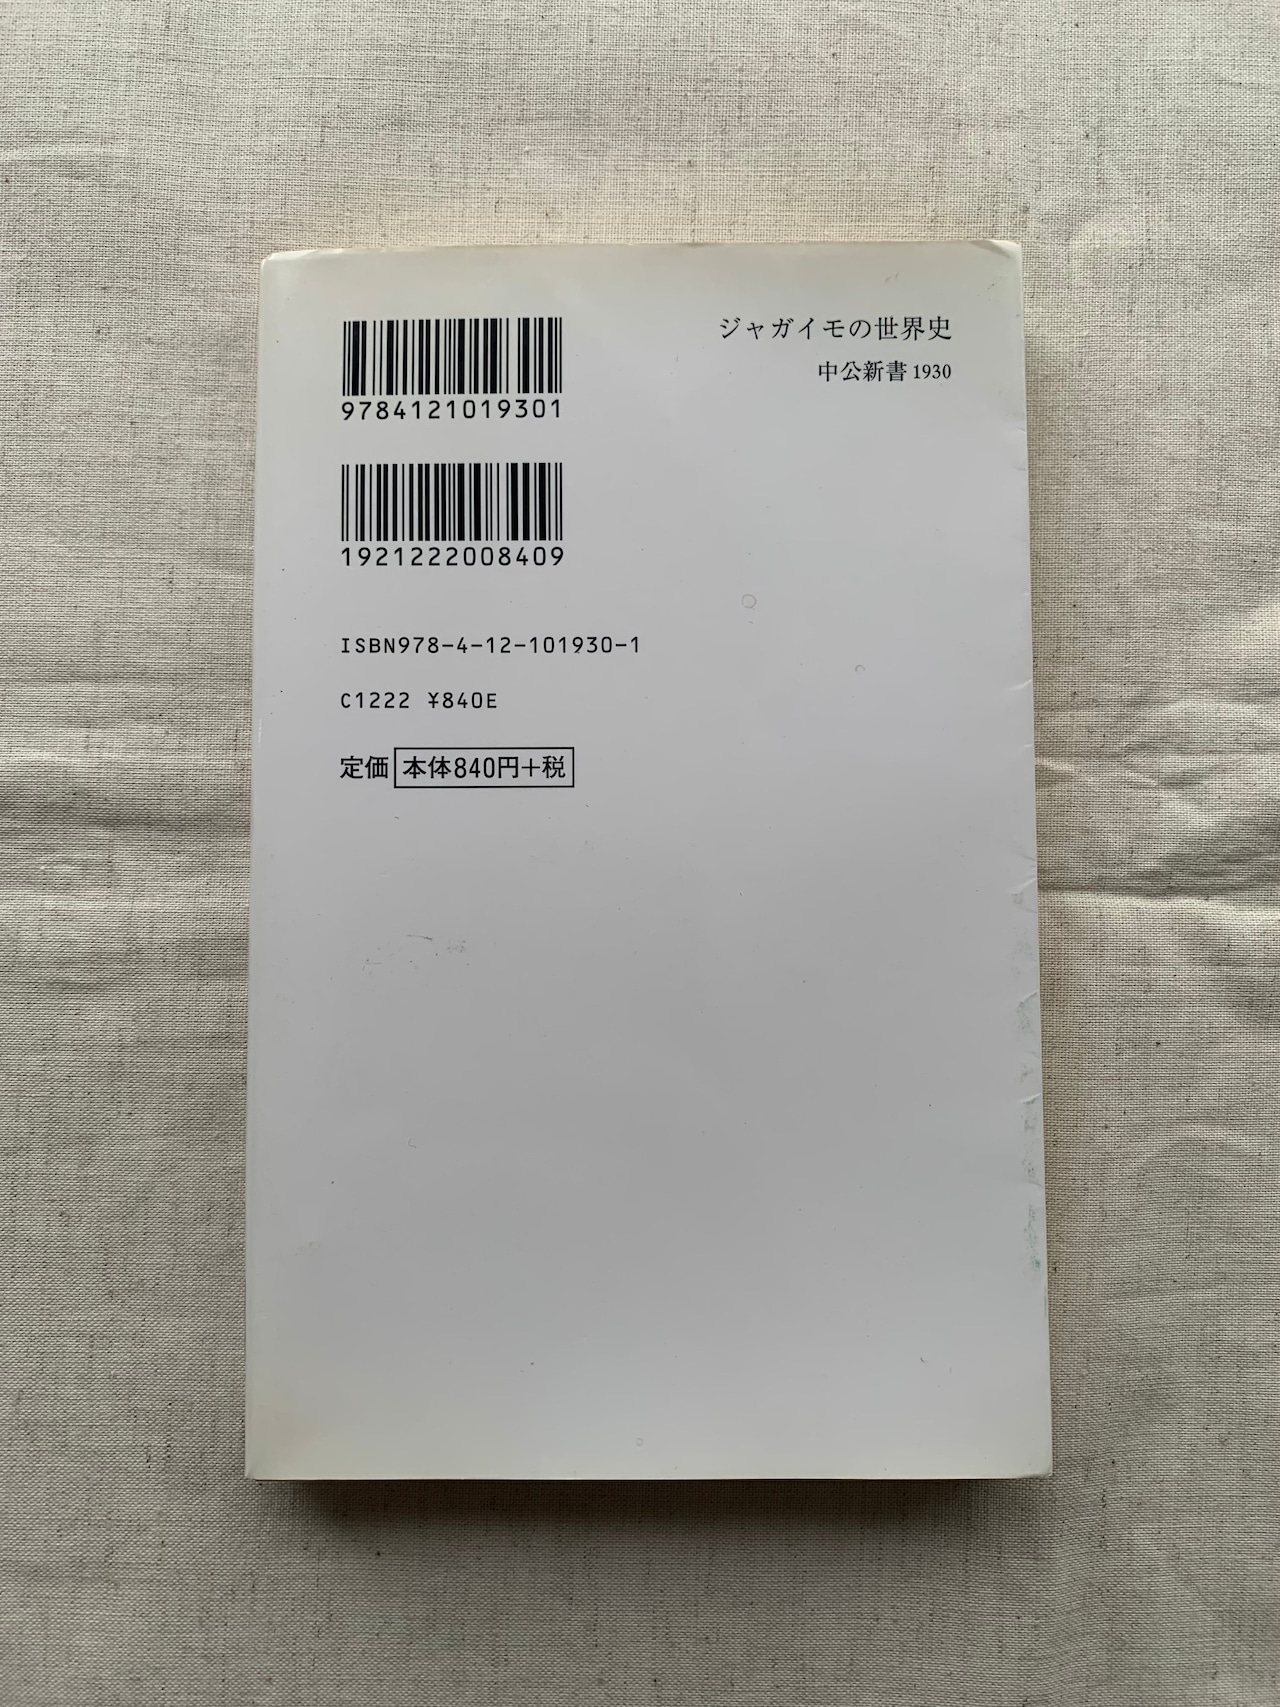 ジャガイモの世界史
中公新書 1930
9784121019301
1921222008409
ISBN978-4-12-101930-1
C1222 ¥840E
定価 本体840円+税